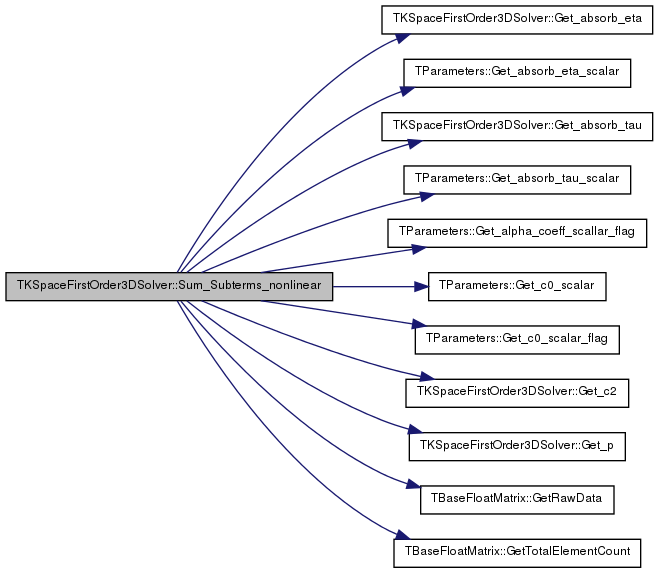 TKSpaceFirstOrder3DSolver::Get_absorb_eta
TParameters::Get_absorb_eta_scalar
TKSpaceFirstOrder3DSolver::Get_absorb_tau
TParameters::Get_absorb_tau_scalar
TParameters::Get_alpha_coeff_scallar_flag
TKSpaceFirstOrder3DSolver::Sum_Subterms_nonlinear
TParameters::Get_c0_scalar
TParameters::Get_c0_scalar_flag
TKSpaceFirstOrder3DSolver::Get_c2
TKSpaceFirstOrder3DSolver::Get_p
TBaseFloatMatrix::GetRawData
TBaseFloatMatrix::GetTotalElementCount